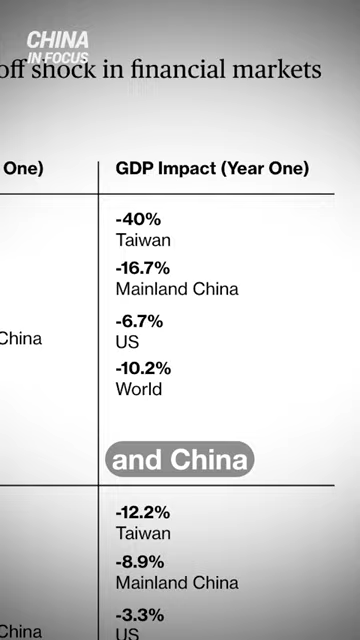 CHINA
IN FOCUS
off shock in financial markets
One)
GDP Impact (Year One)
-40%
Taiwan
-16.7%
Mainland China
-6.7%
China
US
-10.2%
World
and China
-12.2%
Taiwan
-8.9%
Mainland China
-3.3%
China
US